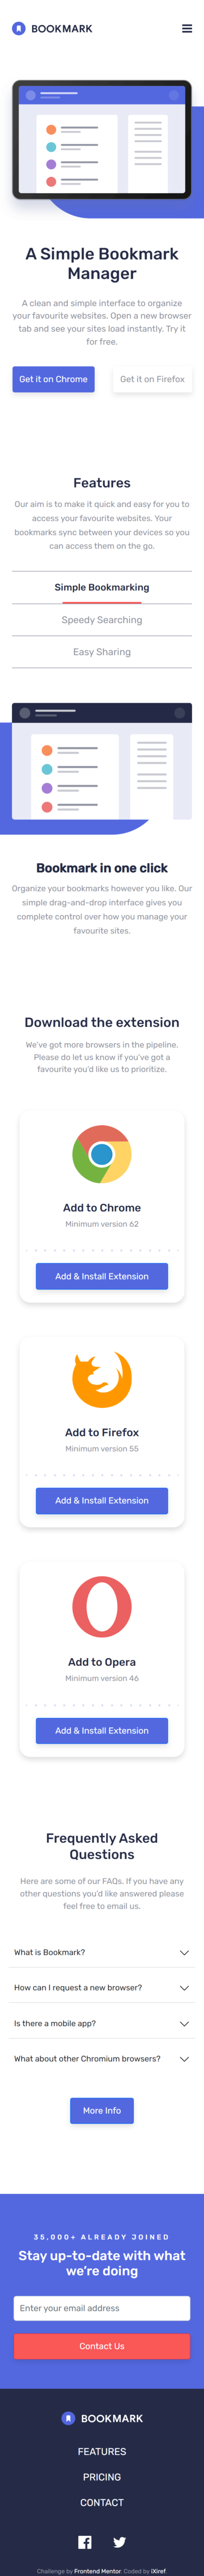 BOOKMARK
A Simple Bookmark
Manager
A clean and simple interface to organize
your favourite websites. Open a new browser
tab and see your sites load instantly. Try it
for free.
Get it on Chrome
Get it on Firefox
Features
Our aim is to make it quick and easy for you to
access your favourite websites. Your
bookmarks sync between your devices so you
can access them on the go.
Simple Bookmarking
Speedy Searching
Easy Sharing
Bookmark in one click
Organize your bookmarks however you like. Our
simple drag-and-drop interface gives you
complete control over how you manage your
favourite sites.
Download the extension
We've got more browsers in the pipeline.
Please do let us know if you've got a
favourite you'd like us to prioritize.
Add to Chrome
Minimum version 62
Add & Install Extension
Add to Firefox
Minimum version 55
Add & Install Extension
Add to Opera
Minimum version 46
Add & Install Extension
Frequently Asked
Questions
Here are some of our FAQs. If you have any
other questions you'd like answered please
feel free to email us.
What is Bookmark?
How can I request a new browser?
Is there a mobile app?
What about other Chromium browsers?
More Info
35,000+ ALREADY JOINED
Stay up-to-date with what
we're doing
Enter your email address
Contact Us
BOOKMARK
FEATURES
PRICING
CONTACT
Challenge by Frontend Mentor. Coded by iXiref